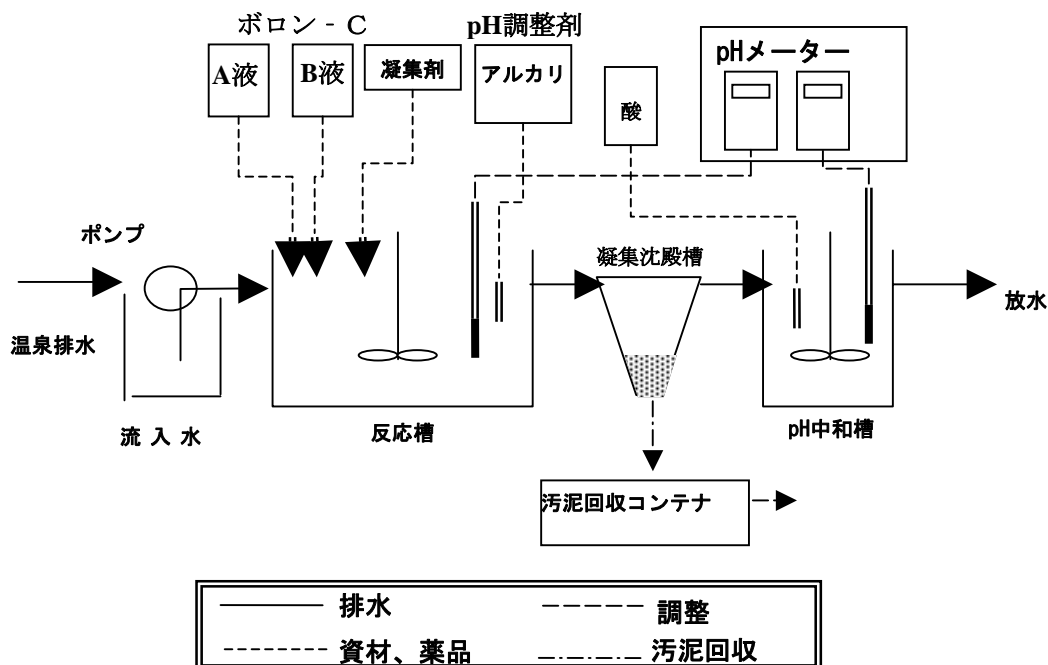 ボロン - C
pH調整剤
A液
B液
凝集剤
アルカリ
酸
pHメーター
ポンプ
凝集沈殿槽
温泉排水
放水
流 入 水
反応槽
pH中和槽
汚泥回収コンテナ
排水
調整
資材、薬品
汚泥回収